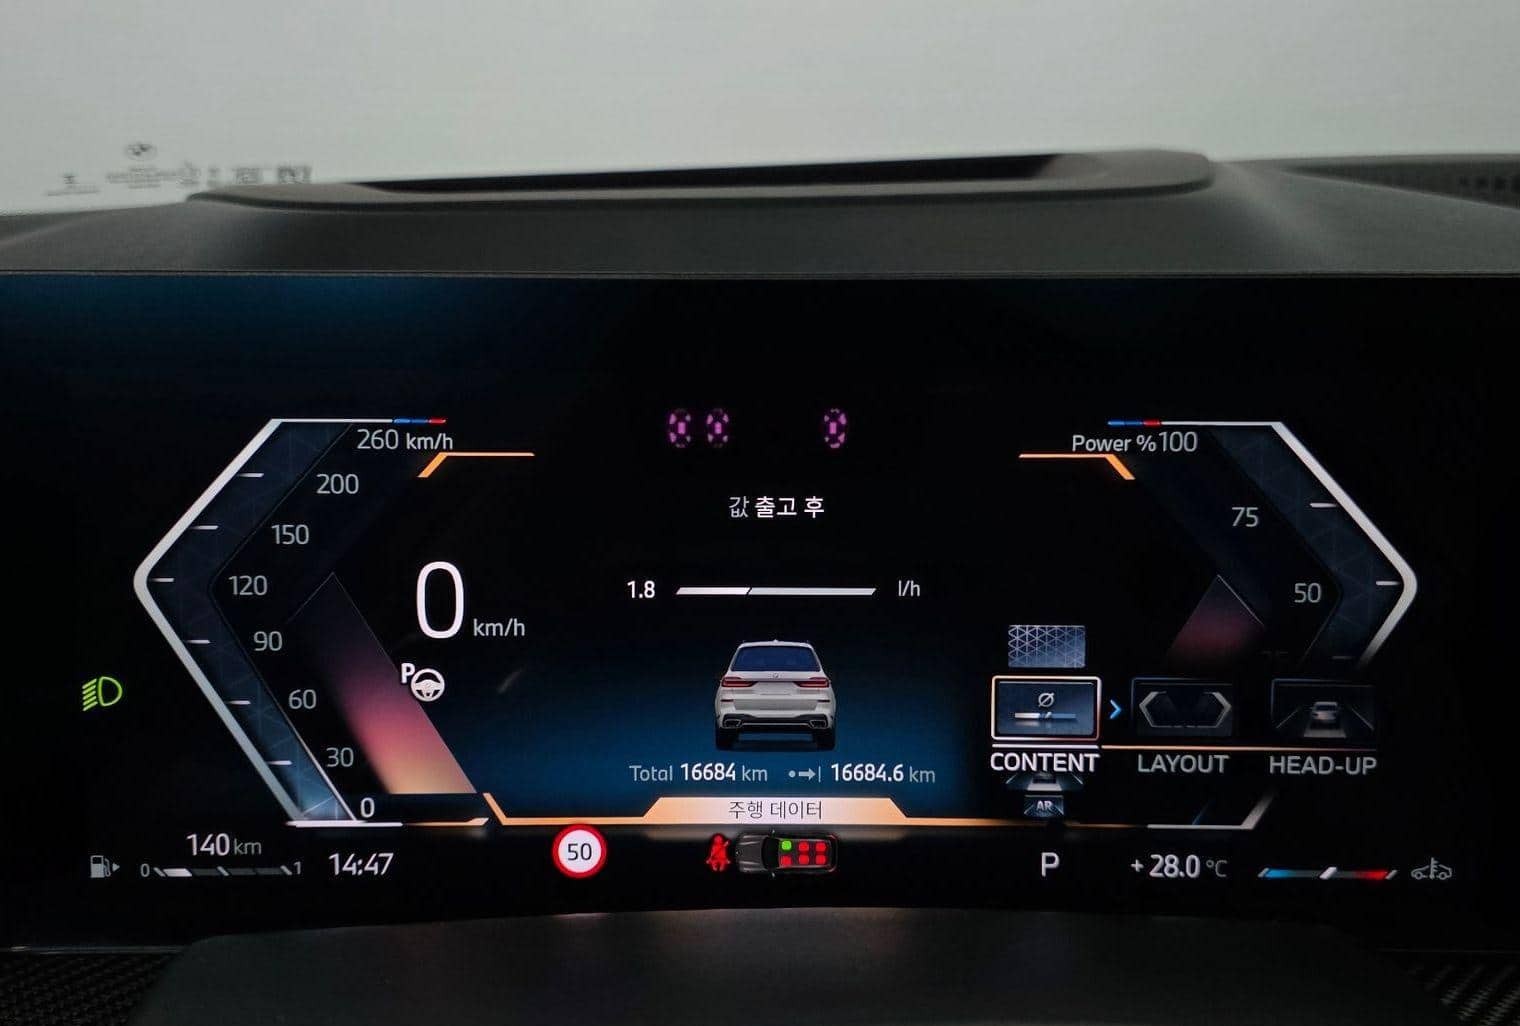 260 km/h
200
150
120
90
60
30
0
0 km/h
P
값 출고 후
1.8 l/h
Total 16684 km 16684.6 km
주행 데이터
Power %100
75
50
CONTENT LAYOUT HEAD-UP
AR
140 km
0 1
14:47
50
P
+ 28.0 °C